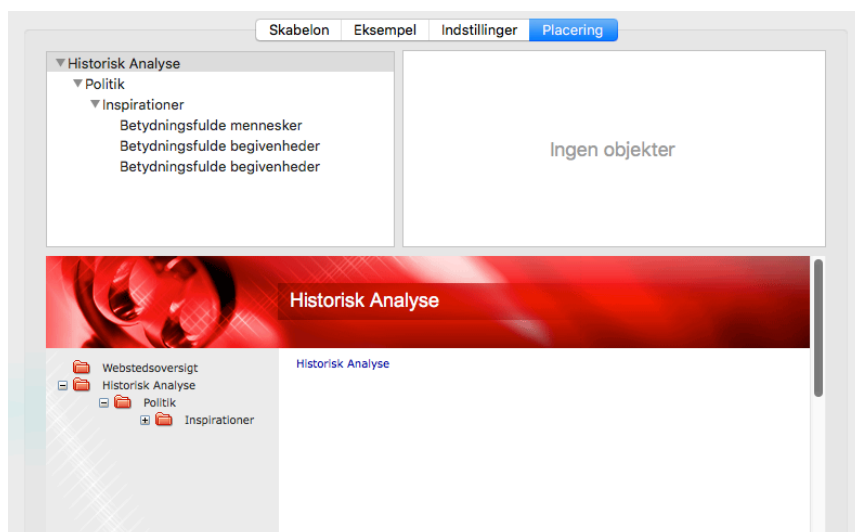 Skabelon Eksempel Indstillinger Placering
Historisk Analyse
Politik
Inspirationer
Betydningsfulde mennesker
Betydningsfulde begivenheder
Betydningsfulde begivenheder
Ingen objekter
Historisk Analyse
Webstedsoversigt
Historisk Analyse
Politik
Inspirationer
Historisk Analyse